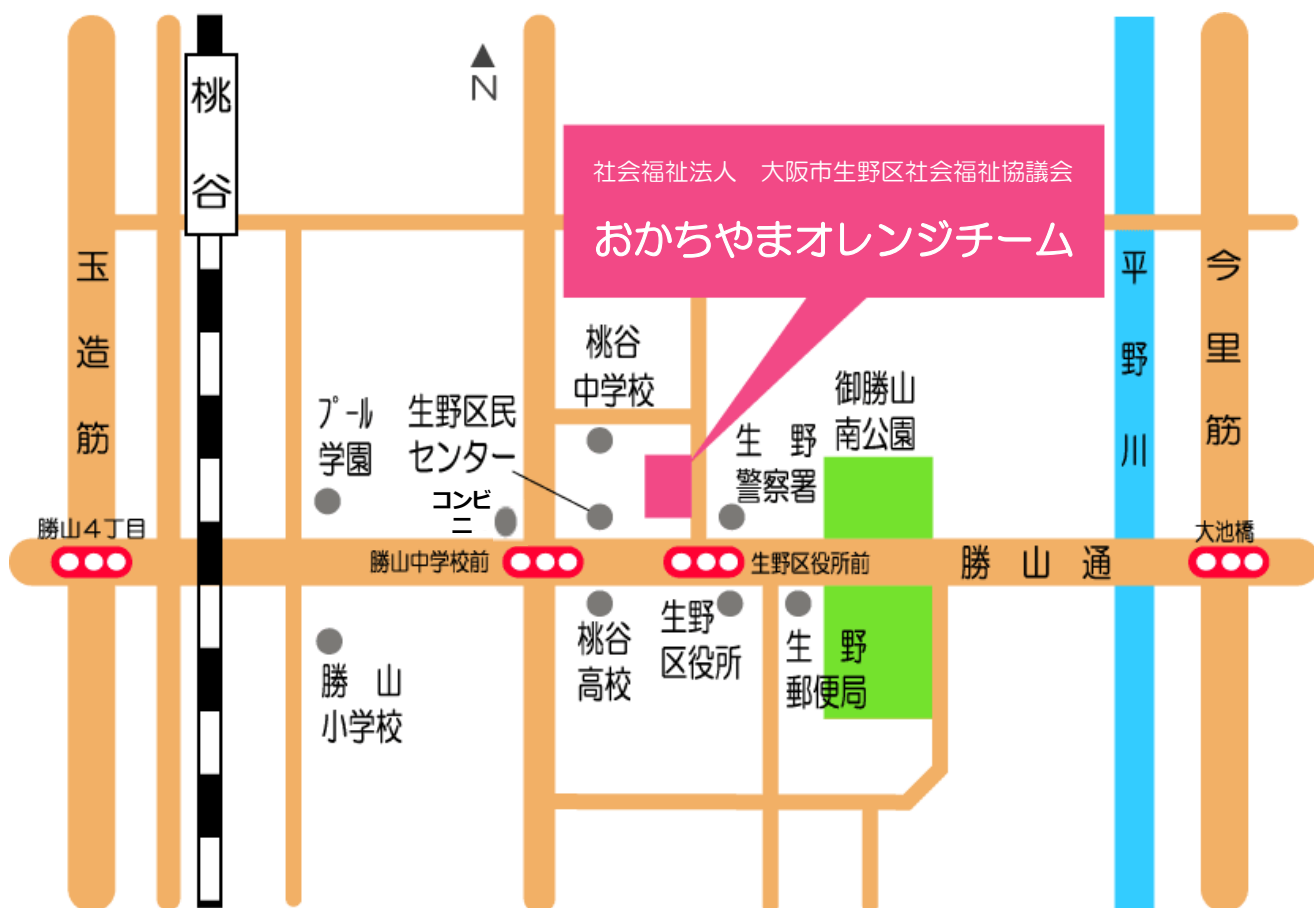 桃谷
N
社会福祉法人　大阪市生野区社会福祉協議会
おかちやまオレンジチーム
玉造筋
平野川
今里筋
桃谷
中学校
プール
学園
生野区民
センター
コンビ
ニ
生　野
警察署
御勝山
南公園
勝山４丁目
勝山中学校前
生野区役所前
勝山通
大池橋
勝　山
小学校
桃谷
高校
生野
区役所
生　野
郵便局